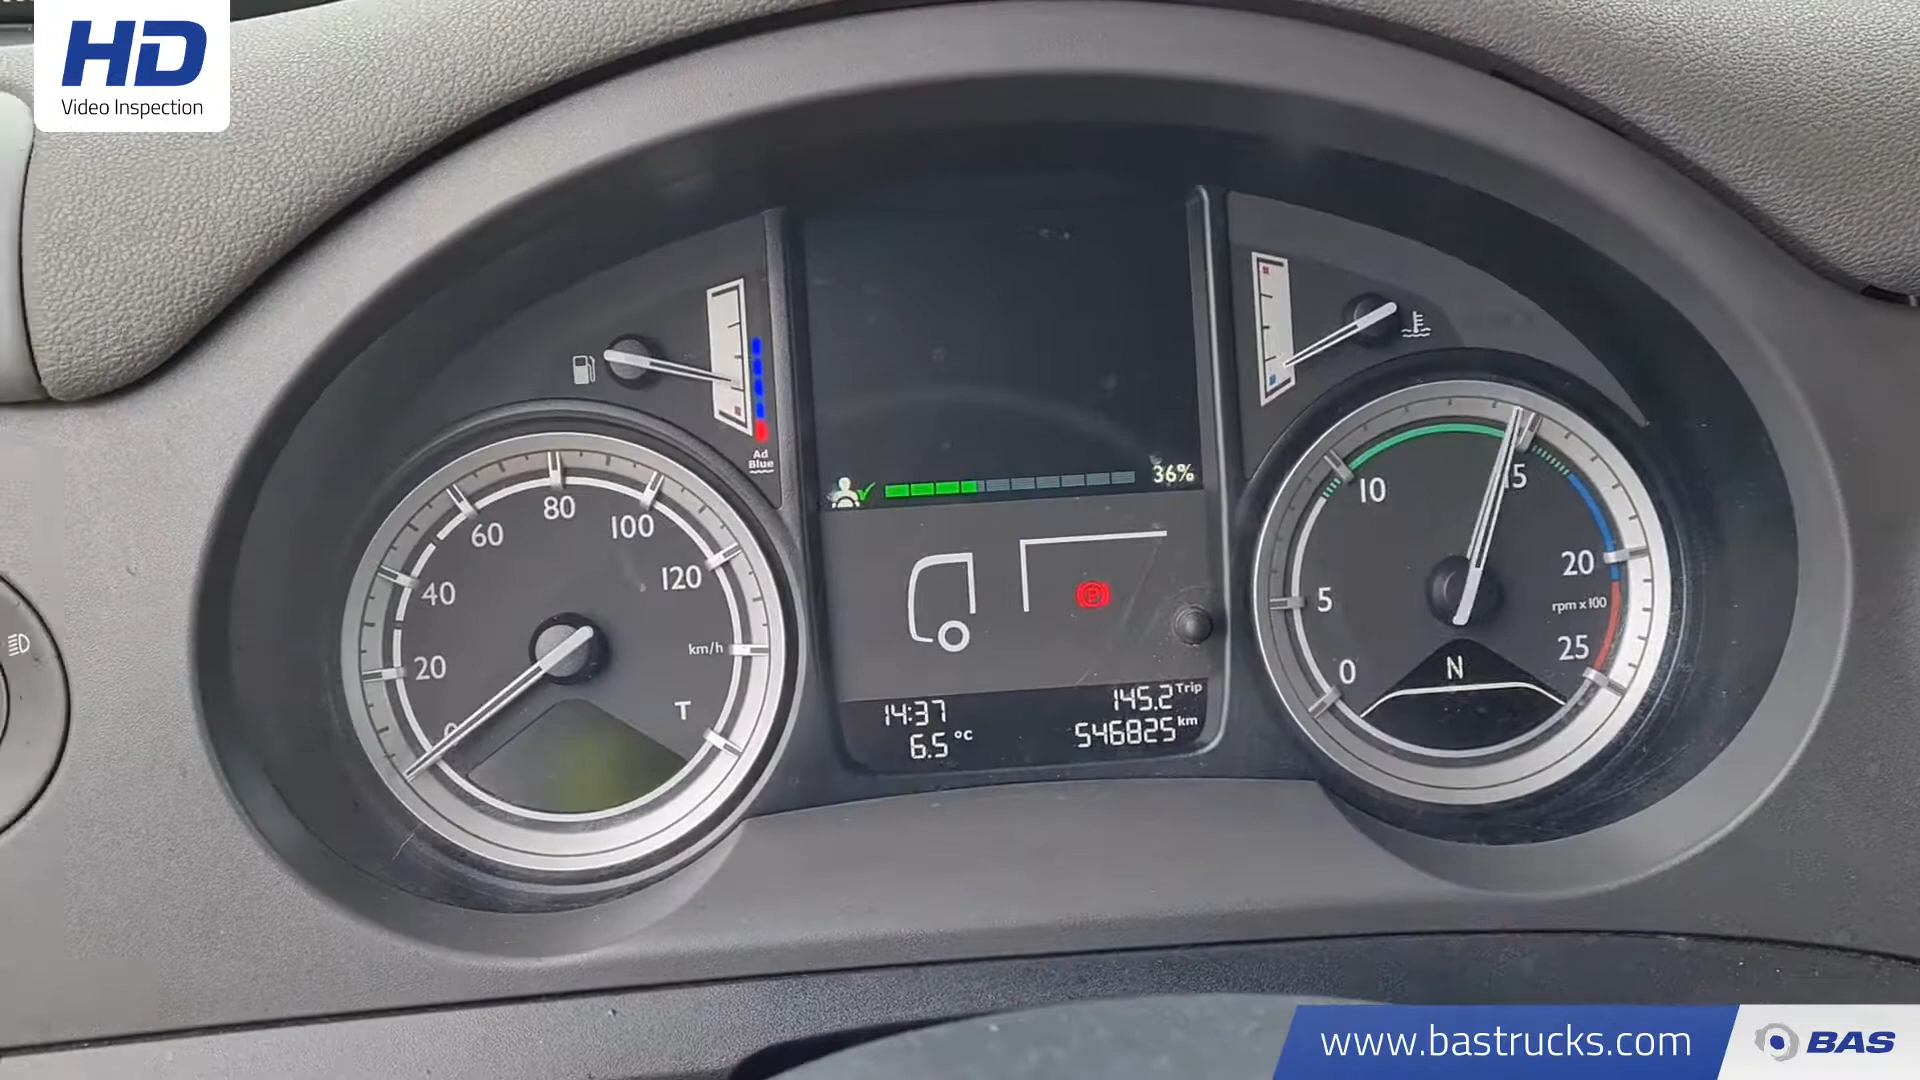 HD
Video Inspection
Ad
Blue
36%
20
40
60
80
100
120
km/h
T
0
P
14:37
145.2 Trip
6.5 °C
546825 km
0
5
10
15
20
25
rpm x 100
N
www.bastrucks.com
BAS